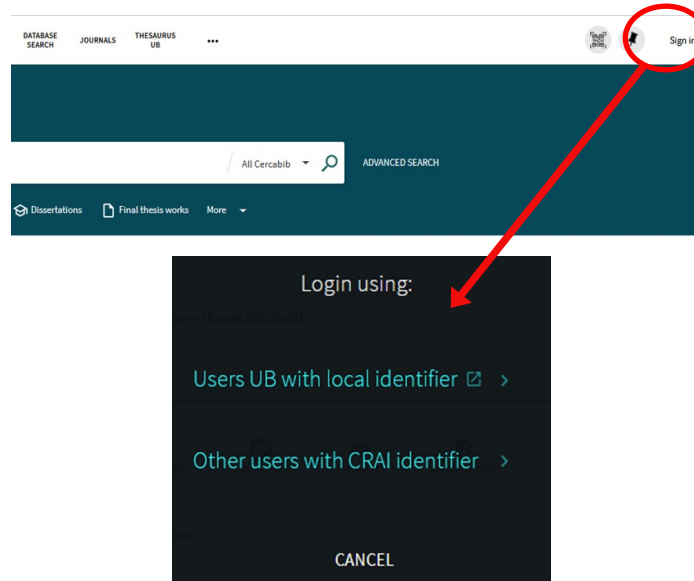 DATABASE SEARCH
JOURNALS
THESAURUS UB
Sign in
All Cercabib
ADVANCED SEARCH
Dissertations
Final thesis works
More
Login using:
Users UB with local identifier
Other users with CRAI identifier
CANCEL